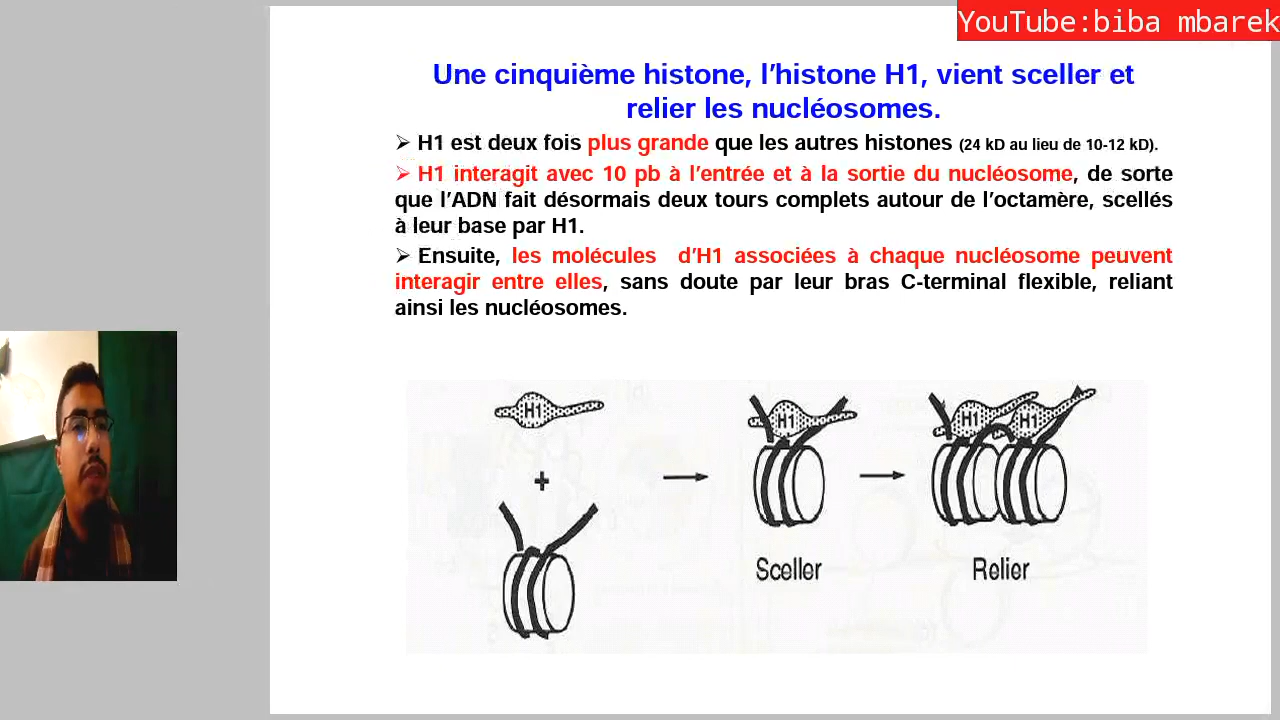 YouTube:biba mbarek
Une cinquième histone, l'histone H1, vient sceller et
relier les nucléosomes.
➢ H1 est deux fois plus grande que les autres histones (24 kD au lieu de 10-12 kD).
➢ H1 interagit avec 10 pb à l'entrée et à la sortie du nucléosome, de sorte
que l'ADN fait désormais deux tours complets autour de l'octamère, scellés
à leur base par H1.
➢ Ensuite, les molécules d'H1 associées à chaque nucléosome peuvent
interagir entre elles, sans doute par leur bras C-terminal flexible, reliant
ainsi les nucléosomes.
H1
H1
H1
H1
+
Sceller
Relier